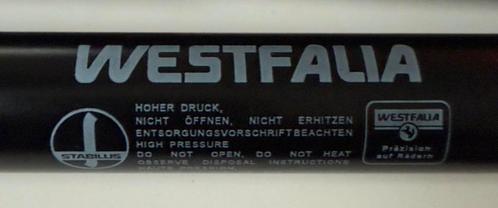 WESTFALIA
HOHER DRUCK,
NICHT ÖFFNEN, NICHT ERHITZEN
ENTSORGUNGSVORSCHRIFT BEACHTEN
HIGH PRESSURE
DO NOT OPEN, DO NOT HEAT
OBSERVE DISPOSAL INSTRUCTIONS
STABILUS
WESTFALIA
Präzision
auf Rädern